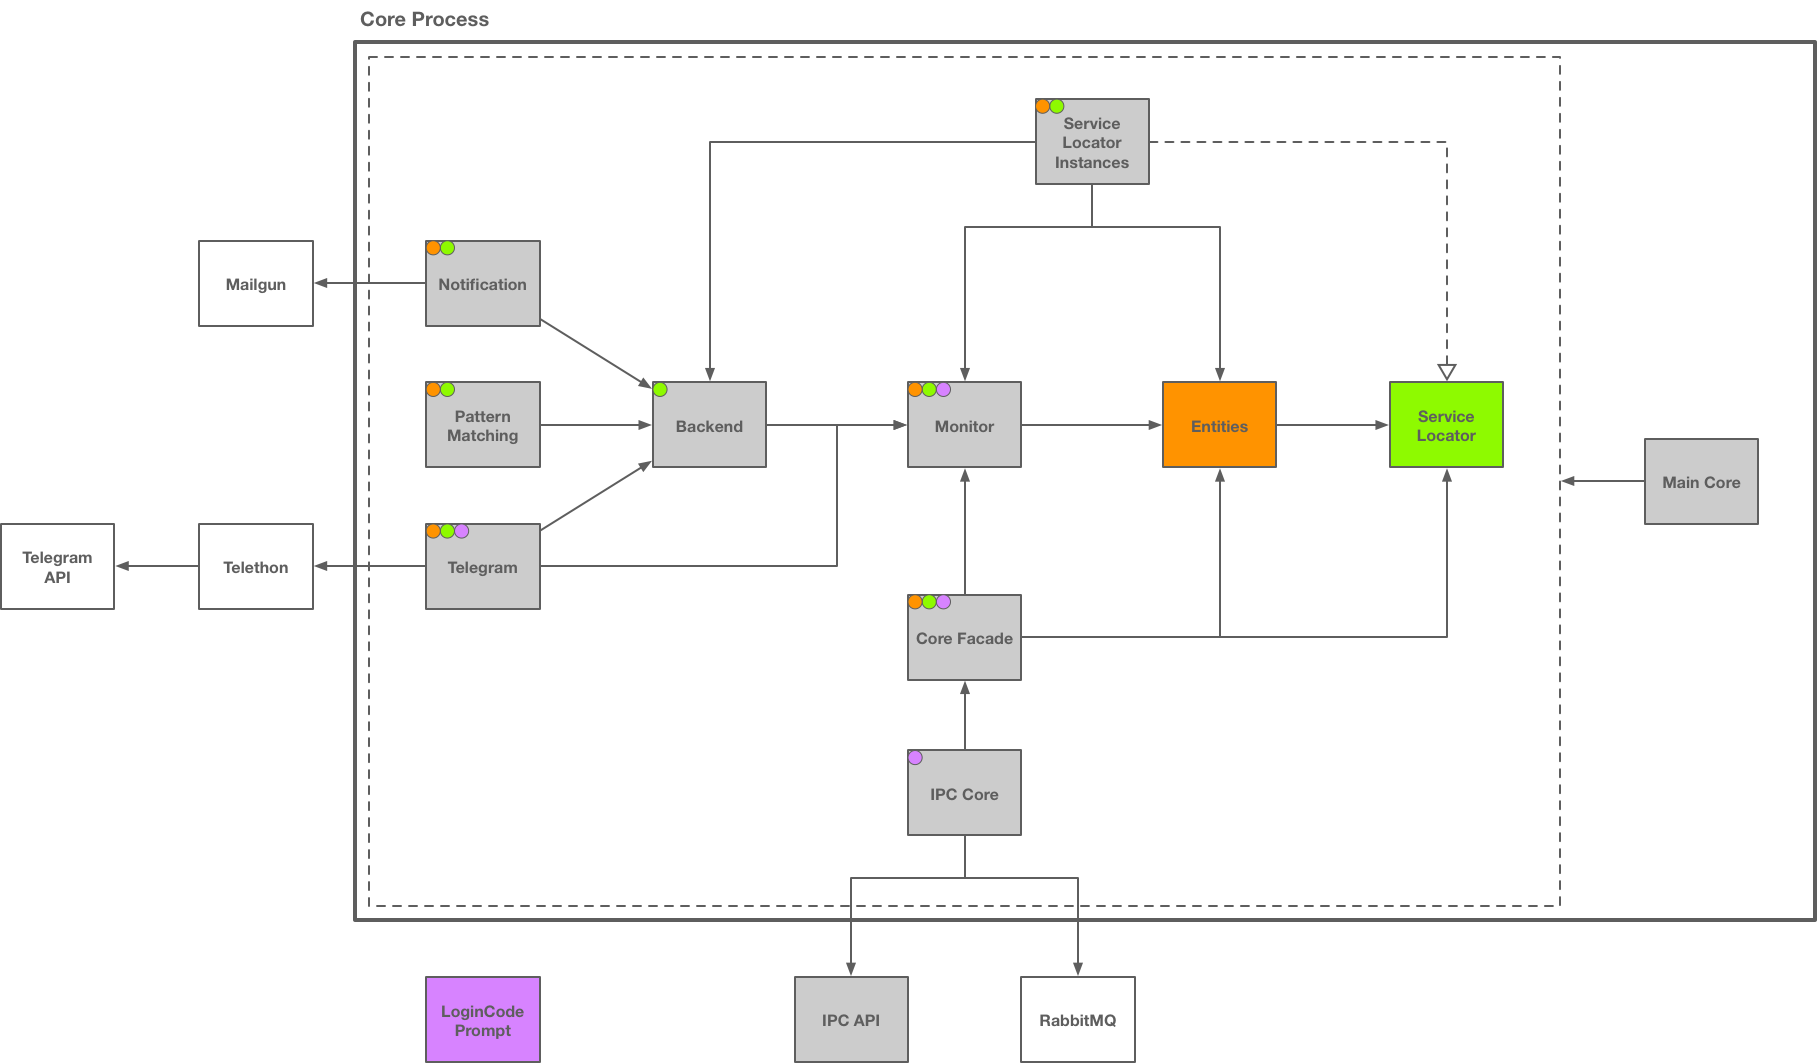 Core Process
Service
Locator
Instances
Mailgun
Notification
Pattern
Matching
Backend
Monitor
Entities
Service
Locator
Main Core
Telegram
API
Telethon
Telegram
Core Facade
IPC Core
LoginCode
Prompt
IPC API
RabbitMQ